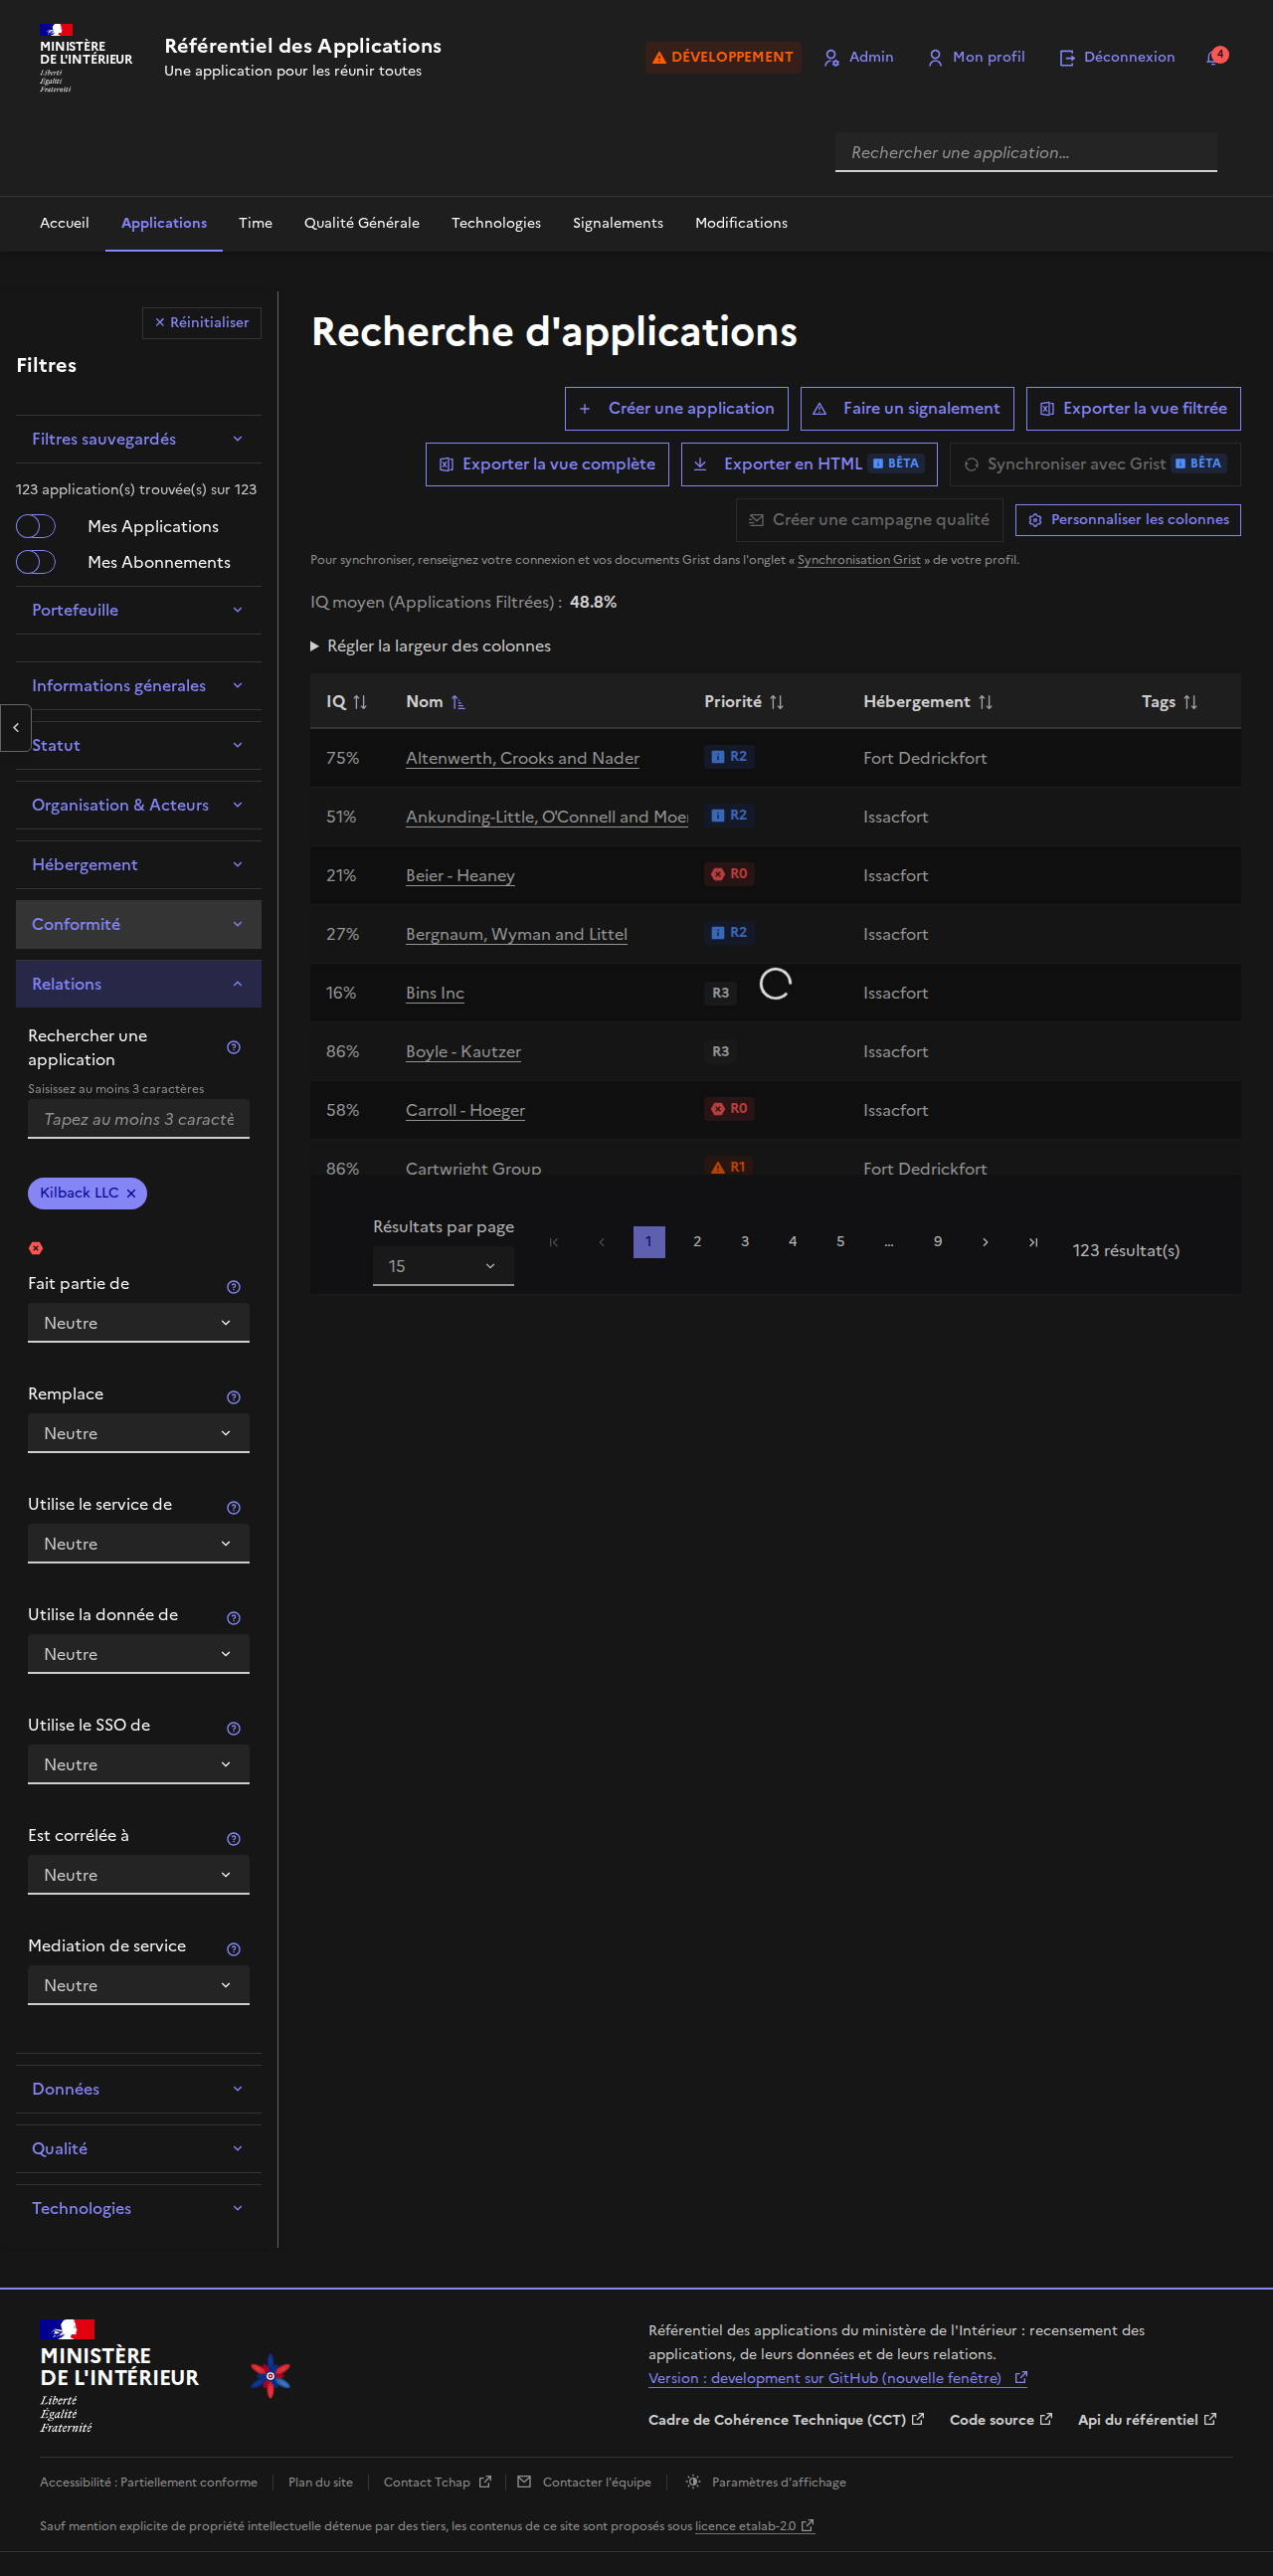 MINISTÈRE
DE L'INTÉRIEUR
Liberté
Égalité
Fraternité
Référentiel des Applications
Une application pour les réunir toutes
DÉVELOPPEMENT
Admin
Mon profil
Déconnexion
4
Rechercher une application...
Accueil
Applications
Time
Qualité Générale
Technologies
Signalements
Modifications
Réinitialiser
Filtres
Filtres sauvegardés
123 application(s) trouvée(s) sur 123
Mes Applications
Mes Abonnements
Portefeuille
Informations génerales
Statut
Organisation & Acteurs
Hébergement
Conformité
Relations
Rechercher une
application
Saisissez au moins 3 caractères
Tapez au moins 3 caractè
Kilback LLC
Fait partie de
Neutre
Remplace
Neutre
Utilise le service de
Neutre
Utilise la donnée de
Neutre
Utilise le SSO de
Neutre
Est corrélée à
Neutre
Mediation de service
Neutre
Données
Qualité
Technologies
Recherche d'applications
Créer une application
Faire un signalement
Exporter la vue filtrée
Exporter la vue complète
Exporter en HTML BÊTA
Synchroniser avec Grist BÊTA
Créer une campagne qualité
Personnaliser les colonnes
Pour synchroniser, renseignez votre connexion et vos documents Grist dans l'onglet « Synchronisation Grist » de votre profil.
IQ moyen (Applications Filtrées) : 48.8%
Régler la largeur des colonnes
IQ Nom Priorité Hébergement Tags
75% Altenwerth, Crooks and Nader R2 Fort Dedrickfort
51% Ankunding-Little, O'Connell and Moer R2 Issacfort
21% Beier - Heaney R0 Issacfort
27% Bergnaum, Wyman and Littel R2 Issacfort
16% Bins Inc R3 Issacfort
86% Boyle - Kautzer R3 Issacfort
58% Carroll - Hoeger R0 Issacfort
86% Cartwright Group R1 Fort Dedrickfort
Résultats par page
15
1 2 3 4 5 ... 9
123 résultat(s)
MINISTÈRE
DE L'INTÉRIEUR
Liberté
Égalité
Fraternité
Référentiel des applications du ministère de l'Intérieur : recensement des
applications, de leurs données et de leurs relations.
Version : development sur GitHub (nouvelle fenêtre)
Cadre de Cohérence Technique (CCT)
Code source
Api du référentiel
Accessibilité : Partiellement conforme
Plan du site
Contact Tchap
Contacter l'équipe
Paramètres d'affichage
Sauf mention explicite de propriété intellectuelle détenue par des tiers, les contenus de ce site sont proposés sous licence etalab-2.0